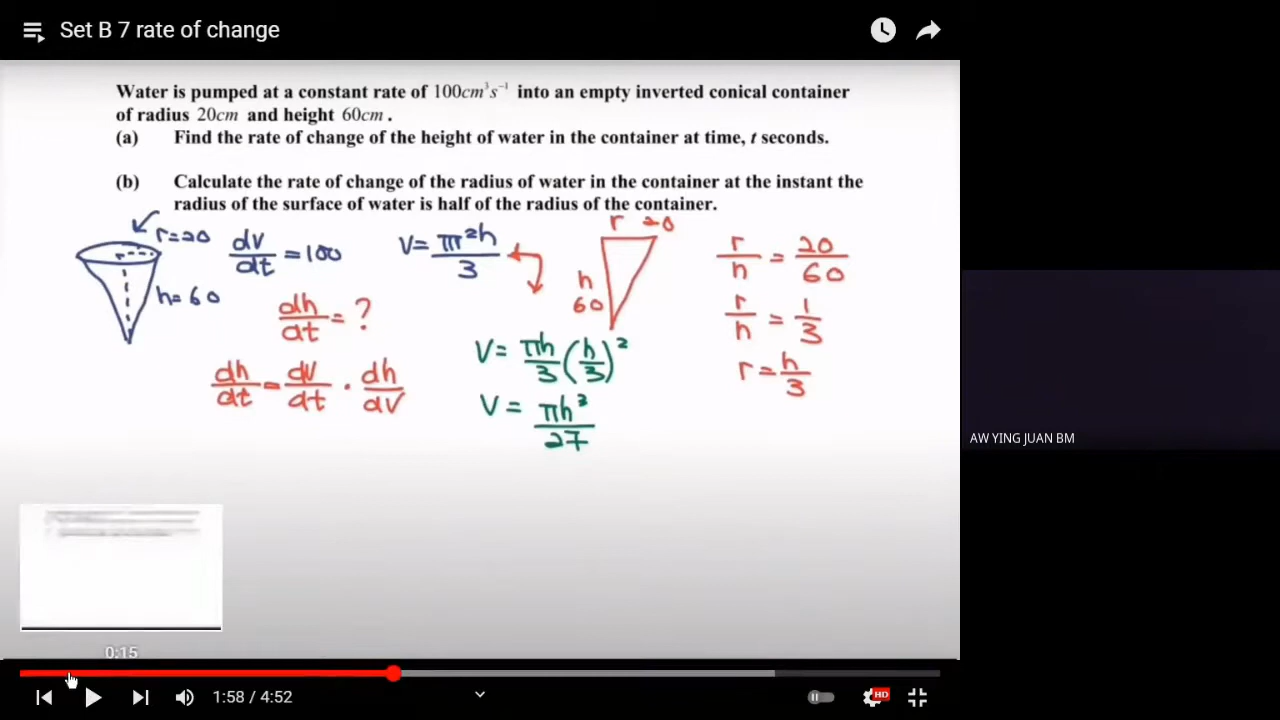 Set B 7 rate of change
Water is pumped at a constant rate of 100cm³s⁻¹ into an empty inverted conical container
of radius 20cm and height 60cm.
(a) Find the rate of change of the height of water in the container at time, t seconds.
(b) Calculate the rate of change of the radius of water in the container at the instant the
radius of the surface of water is half of the radius of the container.
r=20
h=60
dV/dt = 100
dh/dt = ?
dh/dt = dV/dt · dh/dV
V = πr²h/3
r 20
h
60
V = πh/3 (h/3)²
V = πh³/27
r/h = 20/60
r/h = 1/3
r = h/3
AW YING JUAN BM
0:15
1:58 / 4:52
HD